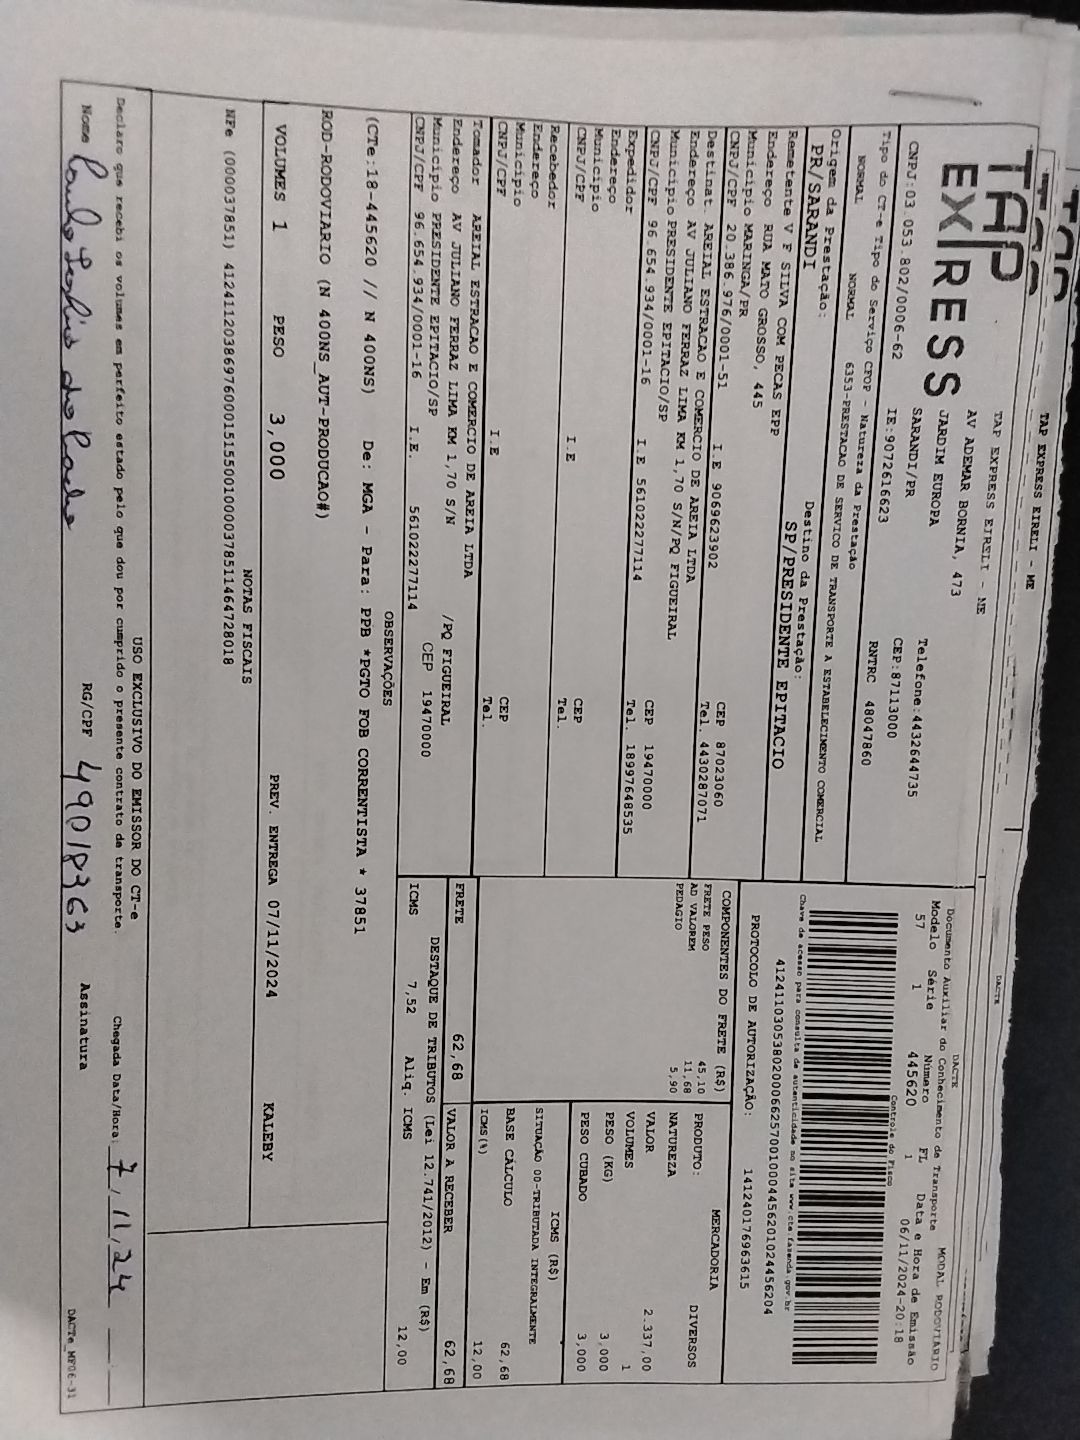 TAP EXPRESS EIRELI - ME
TAP
EX|RESS
TAP EXPRESS EIRELI - ME
AV ADEMAR BORNIA, 473
JARDIM EUROPA
SARANDI/PR
Telefone:4432644735
CEP:87113000
CNPJ:03.053.802/0006-62 IE:9072616623 RNTRC 48047860
DACTE
Documento Auxiliar do Conhecimento de Transporte MODAL RODOVIÁRIO
Modelo Série Número FL Data e Hora de Emissão
57 1 445620 1 06/11/2024-20:18
Controle do Fisco
Chave de acesso para consulta de autenticidade no site www.cte.fazenda.gov.br
PROTOCOLO DE AUTORIZAÇÃO: 141240176963615
Tipo do CT-e Tipo do Serviço CFOP - Natureza da Prestação
NORMAL NORMAL 6353-PRESTACAO DE SERVICO DE TRANSPORTE A ESTABELECIMENTO COMERCIAL
Origem da Prestação: Destino da Prestação:
PR/SARANDI SP/PRESIDENTE EPITACIO
Remetente V F SILVA COM PECAS EPP
Endereço RUA MATO GROSSO, 445
Município MARINGA/PR CEP 87023060
CNPJ/CPF 20.386.976/0001-51 I.E 9069623902 Tel. 4430287071
Destinat. AREIAL ESTRACAO E COMERCIO DE AREIA LTDA
Endereço AV JULIANO FERRAZ LIMA KM 1,70 S/N/PQ FIGUEIRAL
Município PRESIDENTE EPITACIO/SP CEP 19470000
CNPJ/CPF 96.654.934/0001-16 I.E 561022277114 Tel. 18997648535
Expedidor
Endereço
Município CEP
CNPJ/CPF I.E Tel.
Recebedor
Endereço
Município CEP
CNPJ/CPF I.E Tel.
Tomador AREIAL ESTRACAO E COMERCIO DE AREIA LTDA
Endereço AV JULIANO FERRAZ LIMA KM 1,70 S/N /PQ FIGUEIRAL
Município PRESIDENTE EPITACIO/SP CEP 19470000
CNPJ/CPF 96.654.934/0001-16 I.E. 561022277114
COMPONENTES DO FRETE (R$)
FRETE PESO 45,10
AD VALOREM 11,68
PEDAGIO 5,90
MERCADORIA
PRODUTO: DIVERSOS
NATUREZA
VALOR 2.337,00
VOLUMES 1
PESO (KG) 3,000
PESO CUBADO 3,000
ICMS (R$)
SITUAÇÃO 00-TRIBUTADA INTEGRALMENTE
BASE CÁLCULO 62,68
ICMS(%) 12,00
FRETE 62,68 VALOR A RECEBER 62,68
DESTAQUE DE TRIBUTOS (Lei 12.741/2012) - Em (R$)
ICMS 7,52 Aliq. ICMS 12,00
OBSERVAÇÕES
(CTe:18-445620 // N 400NS) De: MGA - Para: PPB *PGTO FOB CORRENTISTA * 37851
ROD-RODOVIARIO (N 400NS_AUT-PRODUCAO#)
VOLUMES 1 PESO 3,000 PREV. ENTREGA 07/11/2024 KALEBY
NOTAS FISCAIS
NFe (000037851)
USO EXCLUSIVO DO EMISSOR DO CT-e
Declaro que recebi os volumes em perfeito estado pelo que dou por cumprido o presente contrato de transporte. Chegada Data/Hora: 7/11/24
Nome RG/CPF 49018363 Assinatura
DACTe_MF06-31